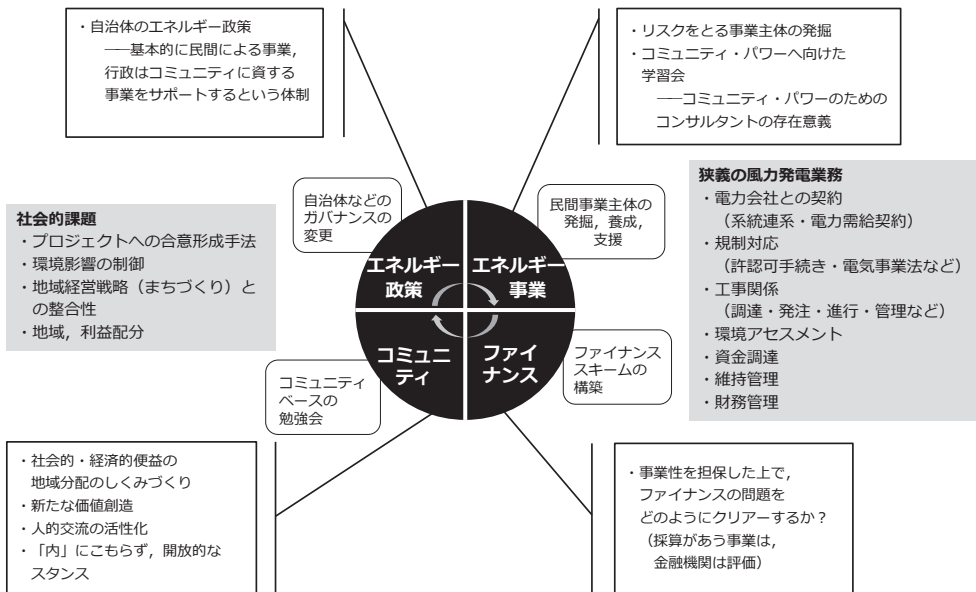 ・自治体のエネルギー政策
――基本的に民間による事業，
行政はコミュニティに資する
事業をサポートするという体制
・リスクをとる事業主体の発掘
・コミュニティ・パワーへ向けた
学習会
――コミュニティ・パワーのための
コンサルタントの存在意義
自治体などの
ガバナンスの
変更
民間事業主体の
発掘，養成，
支援
社会的課題
・プロジェクトへの合意形成手法
・環境影響の制御
・地域経営戦略（まちづくり）と
の整合性
・地域，利益配分
エネルギー
政策
エネルギー
事業
コミュニ
ティ
ファイ
ナンス
狭義の風力発電業務
・電力会社との契約
（系統連系・電力需給契約）
・規制対応
（許認可手続き・電気事業法など）
・工事関係
（調達・発注・進行・管理など）
・環境アセスメント
・資金調達
・維持管理
・財務管理
コミュニティ
ベースの
勉強会
ファイナンス
スキームの
構築
・社会的・経済的便益の
地域分配のしくみづくり
・新たな価値創造
・人的交流の活性化
・「内」にこもらず，開放的な
スタンス
・事業性を担保した上で，
ファイナンスの問題を
どのようにクリアーするか？
（採算があう事業は，
金融機関は評価）